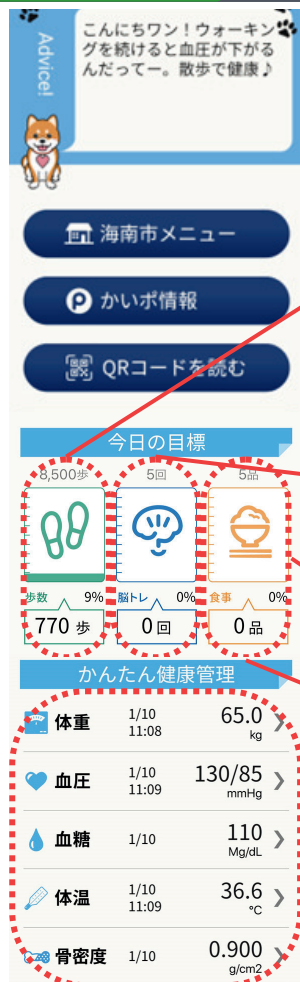 Advice!
こんにちワン！ウォーキン
グを続けると血圧が下がる
んだってー。散歩で健康♪
海南市メニュー
かいポ情報
QRコードを読む
今日の目標
8,500歩 5回 5品
歩数 9% 脳トレ 0% 食事 0%
770 歩 0 回 0 品
かんたん健康管理
体重 1/10 11:08 65.0 kg
血圧 1/10 11:09 130/85 mmHg
血糖 1/10 110 Mg/dL
体温 1/10 11:09 36.6 °C
骨密度 1/10 0.900 g/cm2